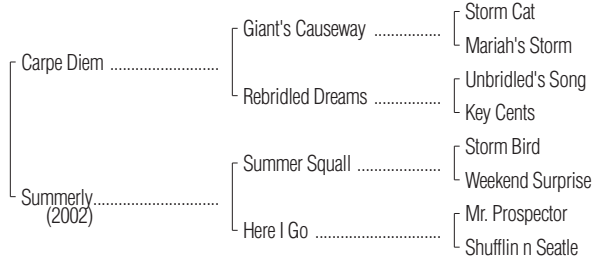 Storm Cat
Giant's Causeway ................
Mariah's Storm
Carpe Diem ..........................
Unbridled's Song
Rebridled Dreams ................
Key Cents
Storm Bird
Summer Squall ....................
Weekend Surprise
Summerly..............................
(2002)
Mr. Prospector
Here I Go ..............................
Shufflin n Seatle